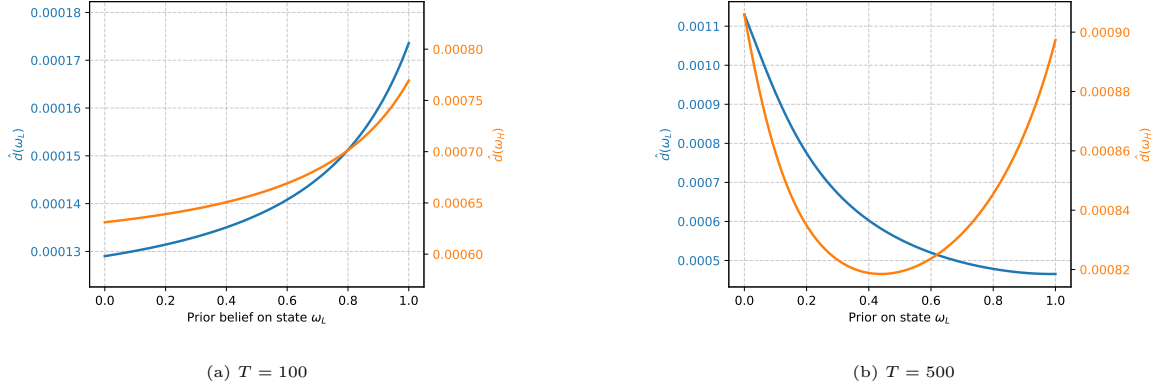 0.00018
0.00017
0.00016
0.00015
0.00014
0.00013
d̂(ω_L)
0.00080
0.00075
0.00070
0.00065
0.00060
d̂(ω_H)
0.0 0.2 0.4 0.6 0.8 1.0
Prior belief on state ω_L
(a) T = 100
0.0011
0.0010
0.0009
0.0008
0.0007
0.0006
0.0005
d̂(ω_L)
0.00090
0.00088
0.00086
0.00084
0.00082
d̂(ω_H)
0.0 0.2 0.4 0.6 0.8 1.0
Prior on state ω_L
(b) T = 500